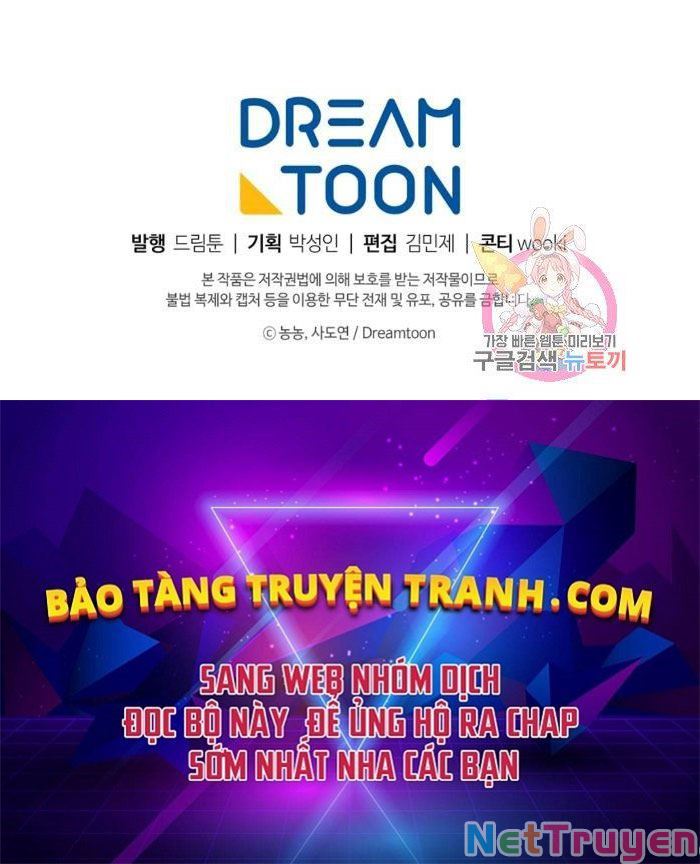 DREAM
TOON
발행 드림툰 | 기획 박성인 | 편집 김민제 | 콘티 wooki
본 작품은 저작권법에 의해 보호를 받는 저작물이므로
불법 복제와 캡처 등을 이용한 무단 전재 및 유포, 공유를 금합니다.
ⓒ 농농, 사도연 / Dreamtoon
가장 빠른 웹툰 미리보기
구글검색 뉴토끼
BẢO TÀNG TRUYỆN TRANH.COM
SANG WEB NHÓM DỊCH
ĐỌC BỘ NÀY ĐỂ ỦNG HỘ RA CHAP
SỚM NHẤT NHA CÁC BẠN
NetTruyen